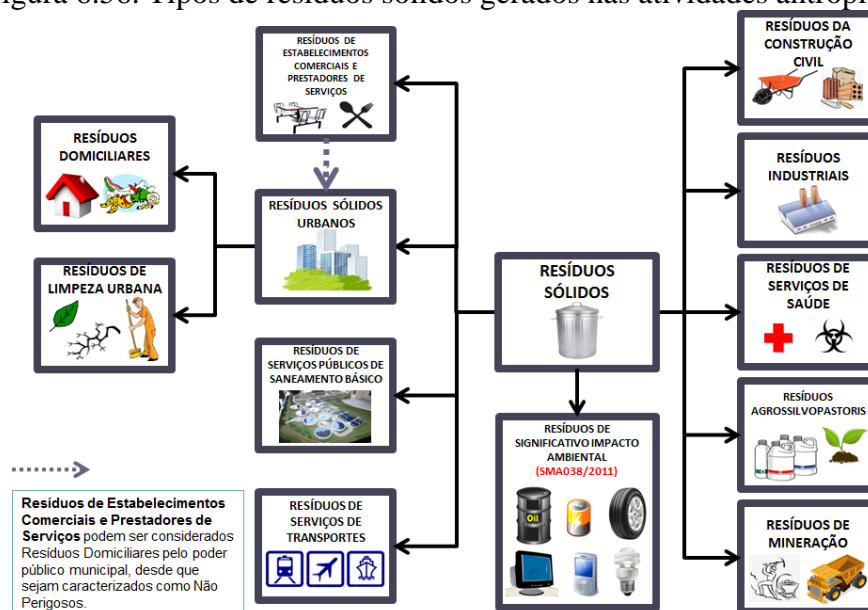 igura 6.58. Tipos de resíduos sólidos gerados nas atividades antrópi
RESÍDUOS DE
ESTABELECIMENTOS
COMERCIAIS E
PRESTADORES DE
SERVIÇOS
RESÍDUOS DA
CONSTRUÇÃO
CIVIL
RESÍDUOS
DOMICILIARES
RESÍDUOS
INDUSTRIAIS
RESÍDUOS SÓLIDOS
URBANOS
RESÍDUOS DE
LIMPEZA URBANA
RESÍDUOS
SÓLIDOS
RESÍDUOS DE
SERVIÇOS DE
SAÚDE
RESÍDUOS DE
SERVIÇOS PÚBLICOS DE
SANEAMENTO BÁSICO
RESÍDUOS
AGROSSILVOPASTORIS
RESÍDUOS DE
SIGNIFICATIVO IMPACTO
AMBIENTAL
(SMA038/2011)
Oil
RESÍDUOS DE
SERVIÇOS DE
TRANSPORTES
RESÍDUOS DE
MINERAÇÃO
Resíduos de Estabelecimentos
Comerciais e Prestadores de
Serviços podem ser considerados
Resíduos Domiciliares pelo poder
público municipal, desde que
sejam caracterizados como Não
Perigosos.